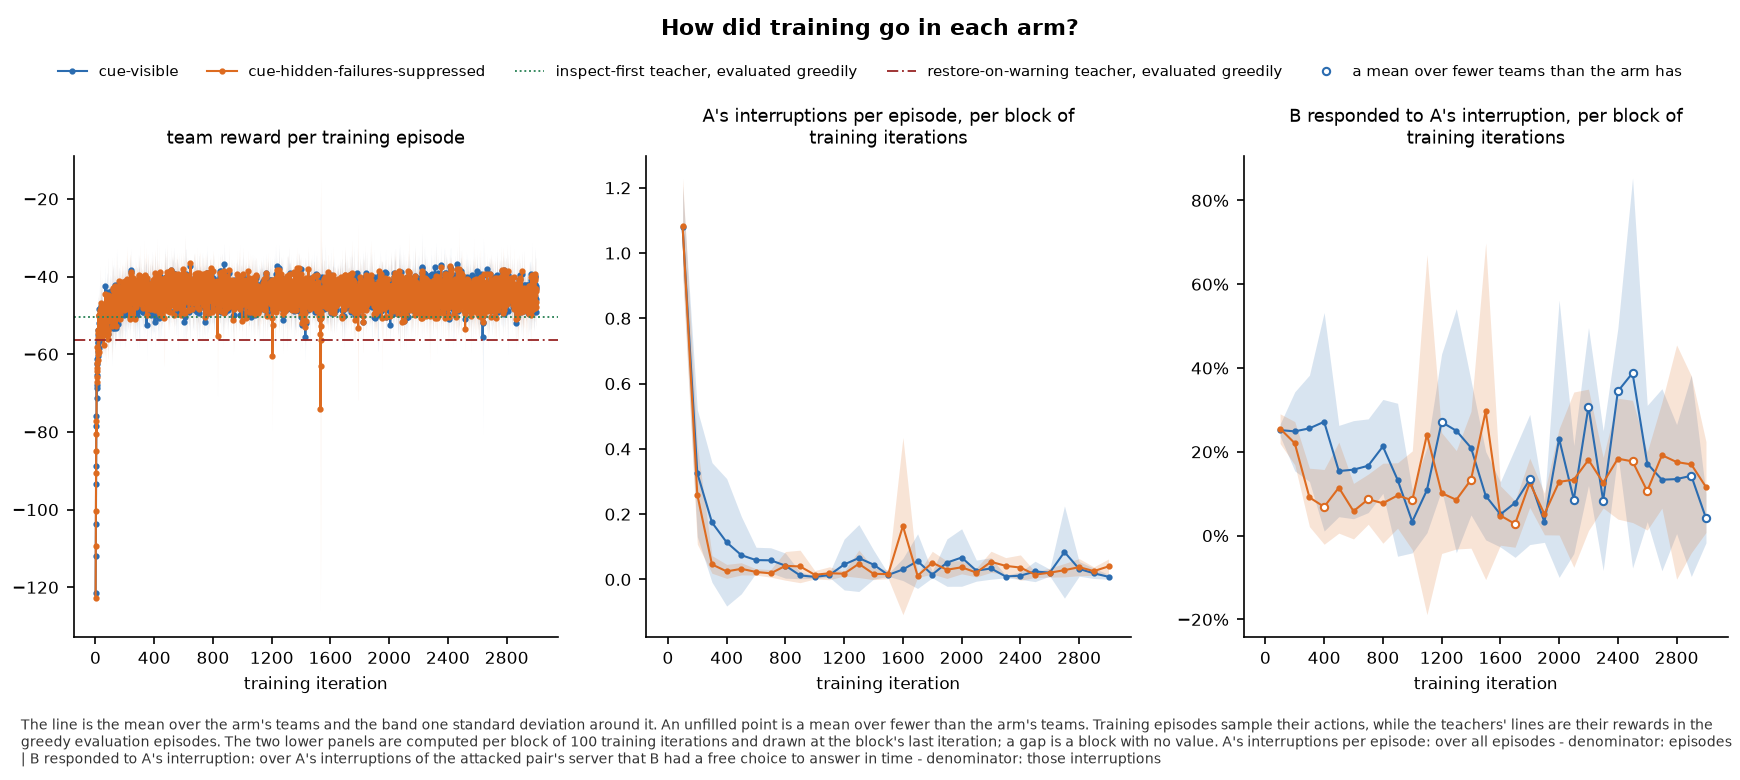 How did training go in each arm?
cue-visible
cue-hidden-failures-suppressed
inspect-first teacher, evaluated greedily
restore-on-warning teacher, evaluated greedily
a mean over fewer teams than the arm has
team reward per training episode
−20
−40
−60
−80
−100
−120
0 400 800 1200 1600 2000 2400 2800
training iteration
A's interruptions per episode, per block of
training iterations
1.2
1.0
0.8
0.6
0.4
0.2
0.0
0 400 800 1200 1600 2000 2400 2800
training iteration
B responded to A's interruption, per block of
training iterations
80%
60%
40%
20%
0%
−20%
0 400 800 1200 1600 2000 2400 2800
training iteration
The line is the mean over the arm's teams and the band one standard deviation around it. An unfilled point is a mean over fewer than the arm's teams. Training episodes sample their actions, while the teachers' lines are their rewards in the
greedy evaluation episodes. The two lower panels are computed per block of 100 training iterations and drawn at the block's last iteration; a gap is a block with no value. A's interruptions per episode: over all episodes - denominator: episodes
| B responded to A's interruption: over A's interruptions of the attacked pair's server that B had a free choice to answer in time - denominator: those interruptions